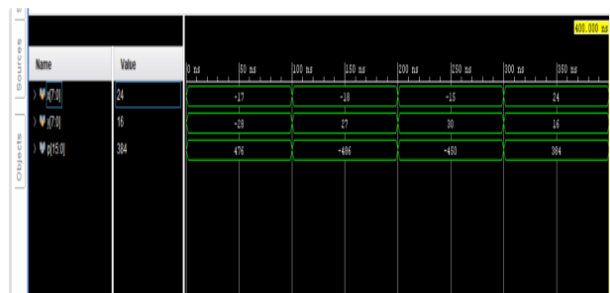 400.000 ns
Sources
Objects
Name Value 0 ns 50 ns 100 ns 150 ns 200 ns 250 ns 300 ns 350 ns
x[7:0] 24 -17 -18 -15 24
y[7:0] 16 -28 27 30 16
p[15:0] 384 476 -486 -450 384